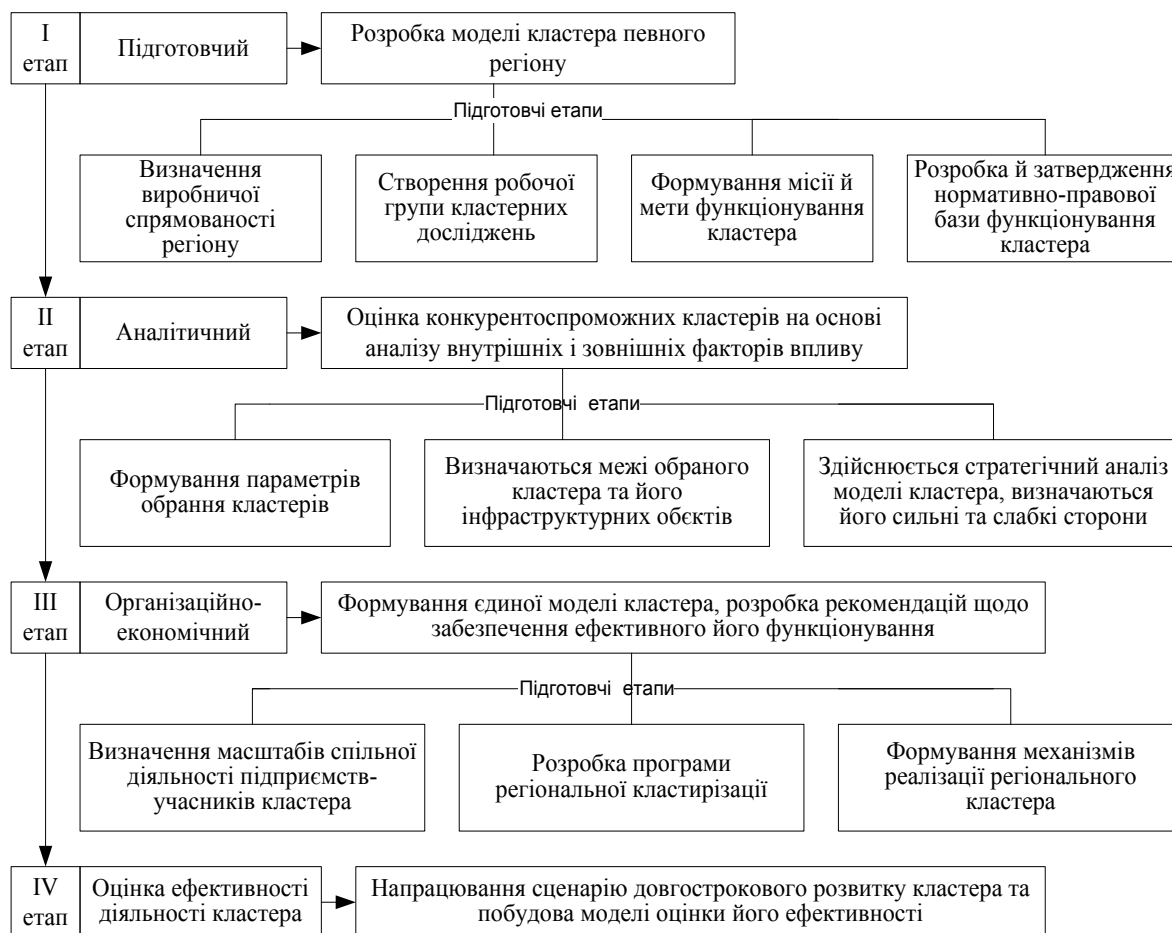 I
етап
Підготовчий
Розробка моделі кластера певного
регіону
Підготовчі етапи
Визначення
виробничої
спрямованості
регіону
Створення робочої
групи кластерних
досліджень
Формування місії й
мети функціонування
кластера
Розробка й затвердження
нормативно-правової
бази функціонування
кластера
II
етап
Аналітичний
Оцінка конкурентоспроможних кластерів на основі
аналізу внутрішніх і зовнішніх факторів впливу
Підготовчі етапи
Формування параметрів
обрання кластерів
Визначаються межі обраного
кластера та його
інфраструктурних обєктів
Здійснюється стратегічний аналіз
моделі кластера, визначаються
його сильні та слабкі сторони
III
етап
Організаційно-
економічний
Формування єдиної моделі кластера, розробка рекомендацій щодо
забезпечення ефективного його функціонування
Підготовчі етапи
Визначення масштабів спільної
діяльності підприємств-
учасників кластера
Розробка програми
регіональної кластирізації
Формування механізмів
реалізації регіонального
кластера
IV
етап
Оцінка ефективності
діяльності кластера
Напрацювання сценарію довгострокового розвитку кластера та
побудова моделі оцінки його ефективності